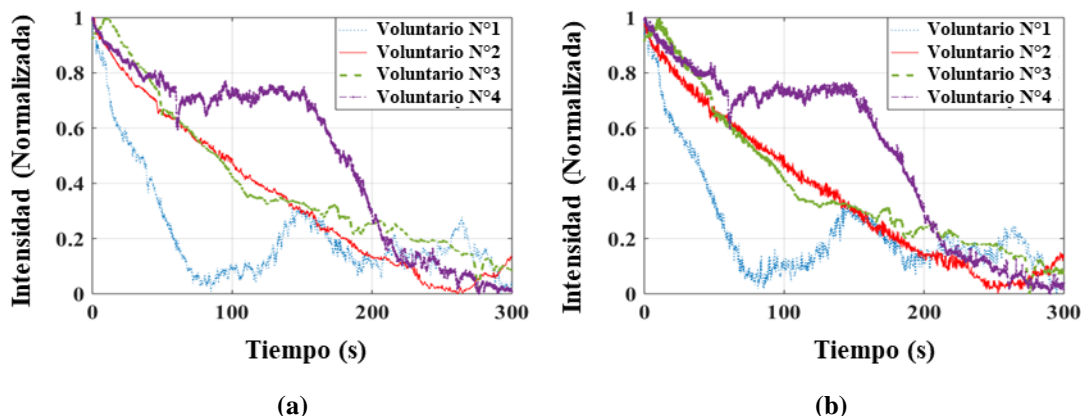 Intensidad (Normalizada)
1
0.8
0.6
0.4
0.2
0
0
100
200
300
Tiempo (s)
Voluntario N°1
Voluntario N°2
Voluntario N°3
Voluntario N°4
(a)
Intensidad (Normalizada)
1
0.8
0.6
0.4
0.2
0
0
100
200
300
Tiempo (s)
Voluntario N°1
Voluntario N°2
Voluntario N°3
Voluntario N°4
(b)